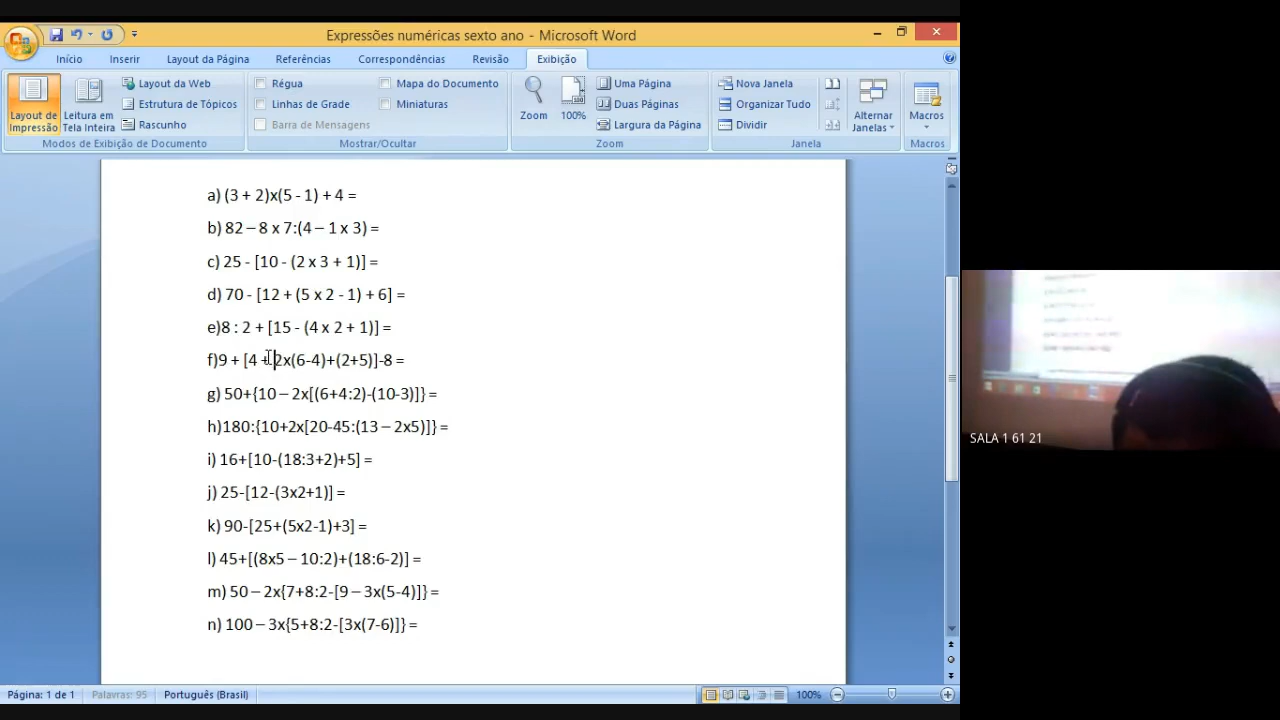 Expressões numéricas sexto ano - Microsoft Word
Início Inserir Layout da Página Referências Correspondências Revisão Exibição
Layout de Impressão
Leitura em Tela Inteira
Layout da Web
Estrutura de Tópicos
Rascunho
Modos de Exibição de Documento
Régua
Linhas de Grade
Barra de Mensagens
Mapa do Documento
Miniaturas
Mostrar/Ocultar
Zoom
100%
Uma Página
Duas Páginas
Largura da Página
Zoom
Nova Janela
Organizar Tudo
Dividir
Alternar Janelas
Janela
Macros
Macros
a) (3 + 2)x(5 - 1) + 4 =
b) 82 – 8 x 7:(4 – 1 x 3) =
c) 25 - [10 - (2 x 3 + 1)] =
d) 70 - [12 + (5 x 2 - 1) + 6] =
e)8 : 2 + [15 - (4 x 2 + 1)] =
f)9 + [4 + 2x(6-4)+(2+5)]-8 =
g) 50+{10 – 2x[(6+4:2)-(10-3)]} =
h)180:{10+2x[20-45:(13 – 2x5)]} =
i) 16+[10-(18:3+2)+5] =
j) 25-[12-(3x2+1)] =
k) 90-[25+(5x2-1)+3] =
l) 45+[(8x5 – 10:2)+(18:6-2)] =
m) 50 – 2x{7+8:2-[9 – 3x(5-4)]} =
n) 100 – 3x{5+8:2-[3x(7-6)]} =
SALA 1 61 21
Página: 1 de 1 Palavras: 95 Português (Brasil) 100%